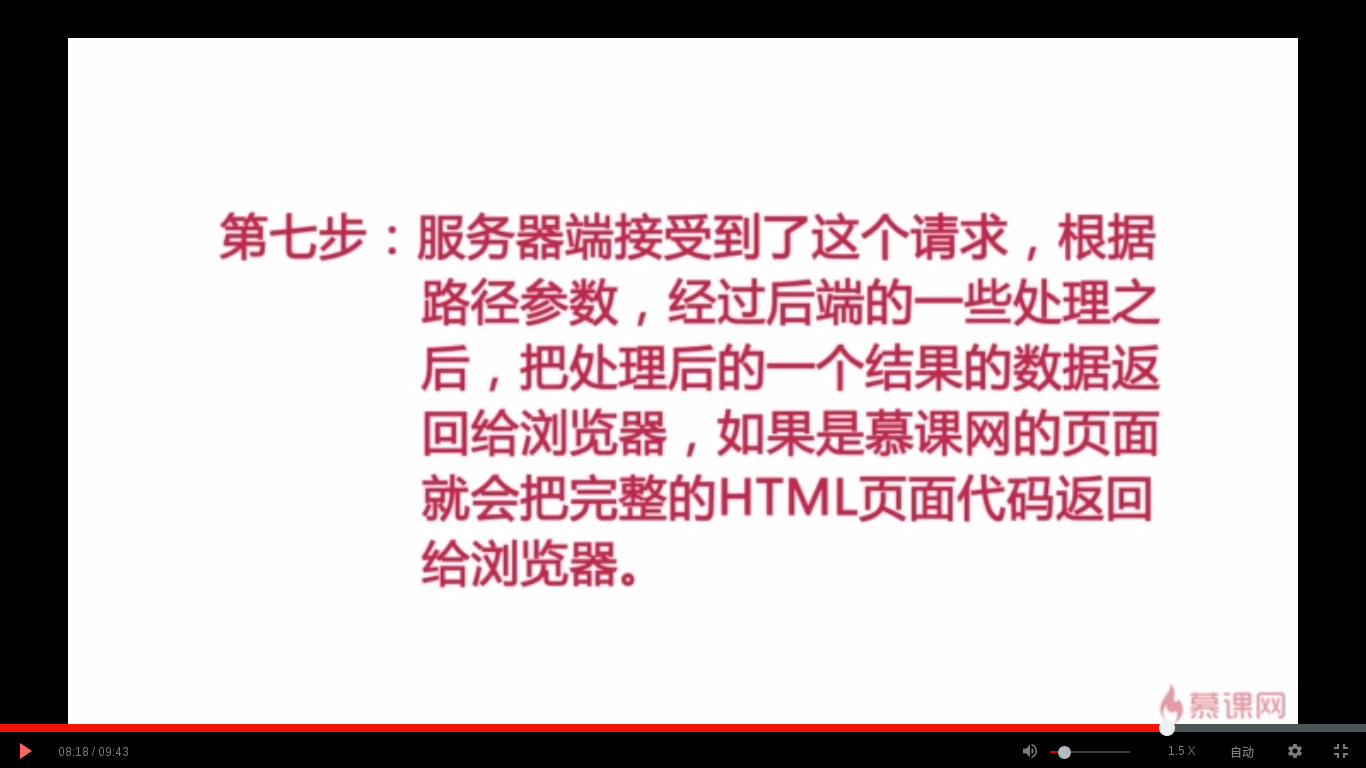 第七步：服务器端接受到了这个请求，根据
路径参数，经过后端的一些处理之
后，把处理后的一个结果的数据返
回给浏览器，如果是慕课网的页面
就会把完整的HTML页面代码返回
给浏览器。
慕课网
08:18 / 09:43
1.5 X
自动